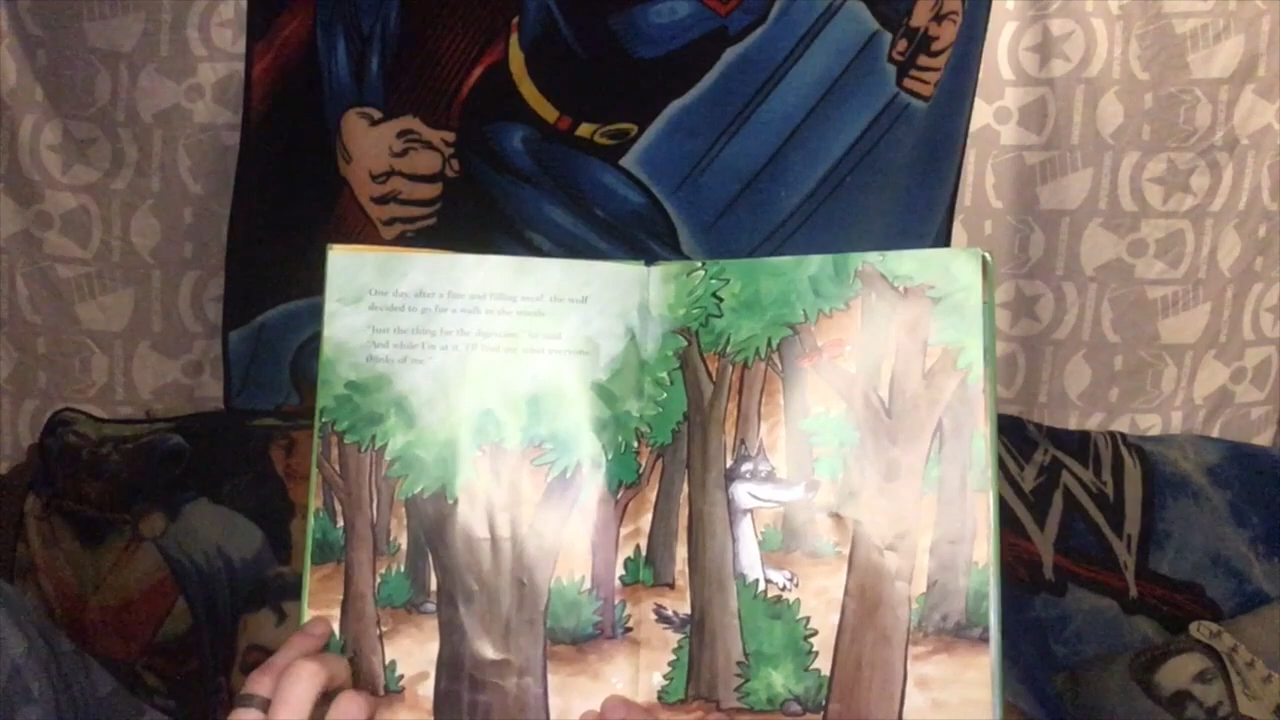 One day, after a fine and filling meal, the wolf
decided to go for a walk in the woods.
"Just the thing for the digestion," he said.
"And while I'm at it, I'll find out what everyone
thinks of me."
W